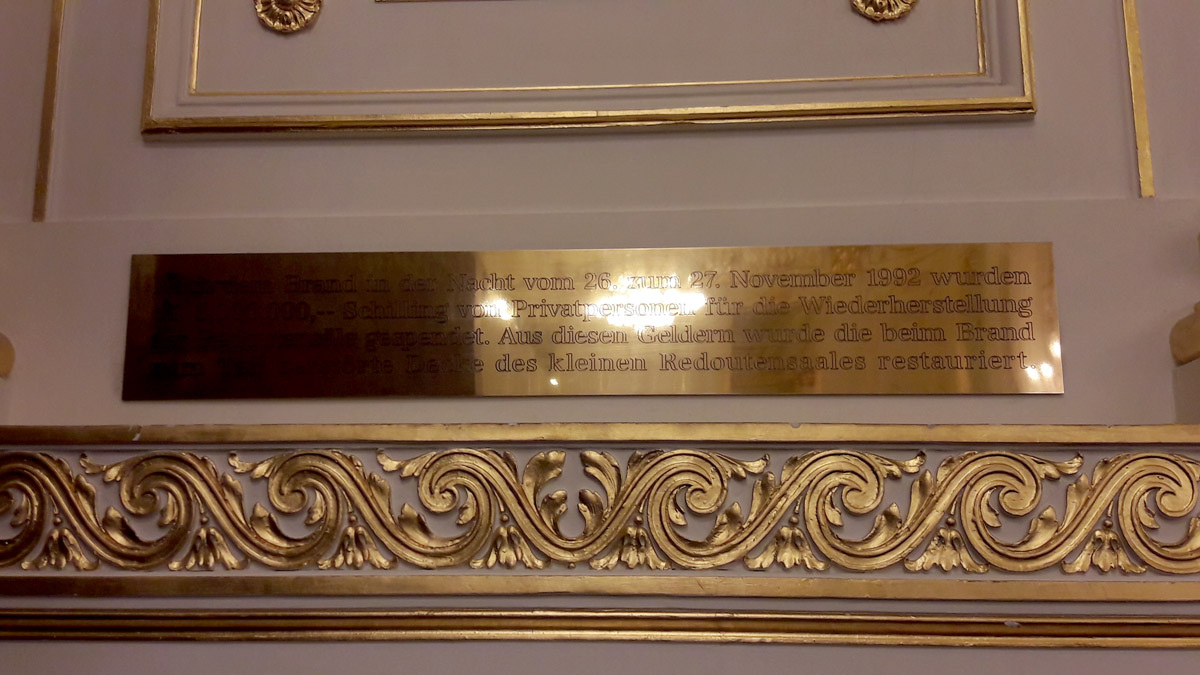 Brand in der Nacht vom 26. zum 27. November 1992 wurden
00,-- Schilling von Privatpersonen für die Wiederherstellung
gespendet. Aus diesen Geldern wurde die beim Brand
Decke des kleinen Redoutensaales restauriert.